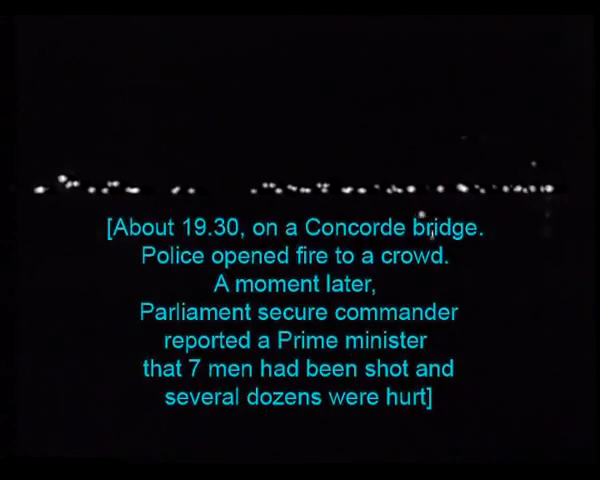 [About 19.30, on a Concorde bridge.
Police opened fire to a crowd.
A moment later,
Parliament secure commander
reported a Prime minister
that 7 men had been shot and
several dozens were hurt]